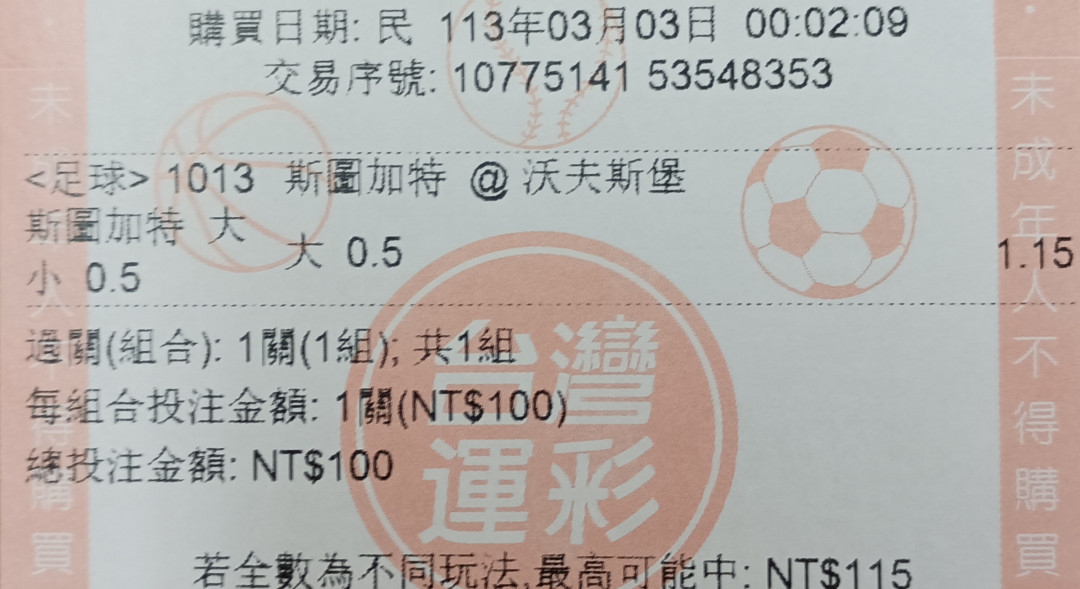 購買日期: 民 113年03月03日 00:02:09
交易序號: 10775141 53548353
<足球> 1013 斯圖加特 @ 沃夫斯堡
斯圖加特 大
小 0.5
大 0.5
1.15
過關(組合): 1關(1組); 共1組
每組合投注金額: 1關(NT$100)
總投注金額: NT$100
若全數為不同玩法,最高可能中: NT$115
台灣
運彩
未成年人不得購買
未 人 得購買